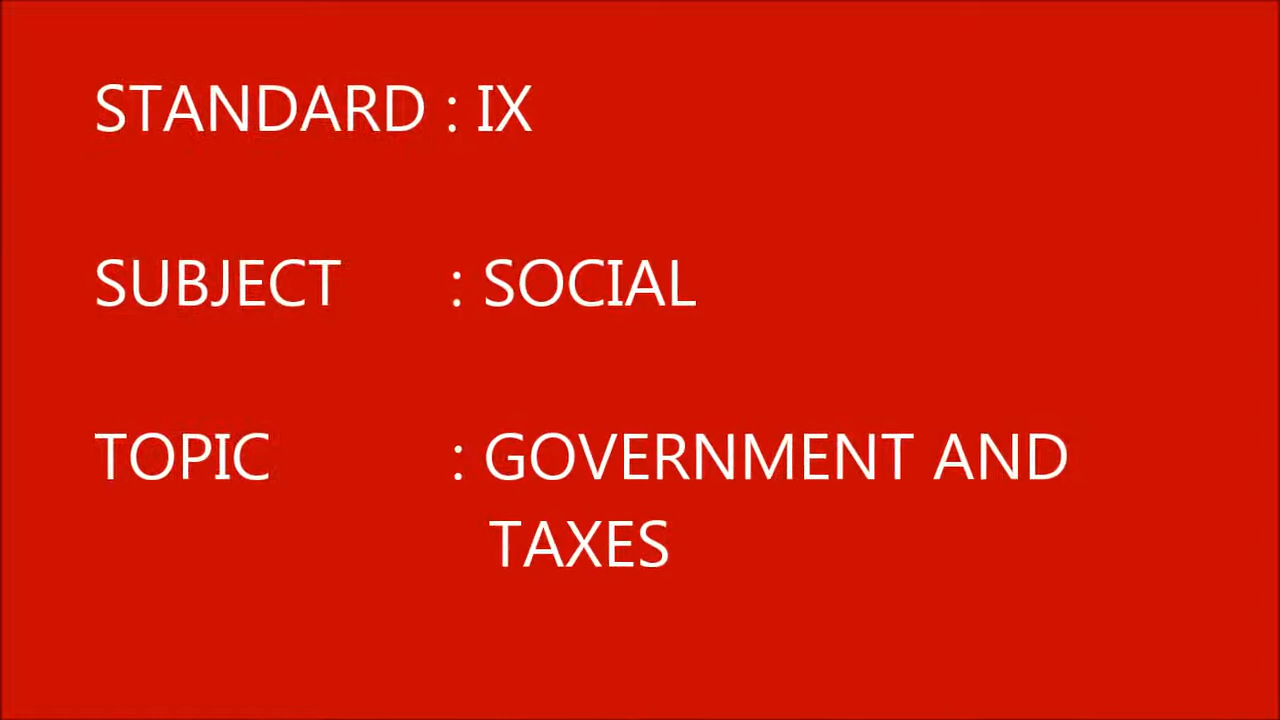 STANDARD : IX
SUBJECT : SOCIAL
TOPIC : GOVERNMENT AND
TAXES